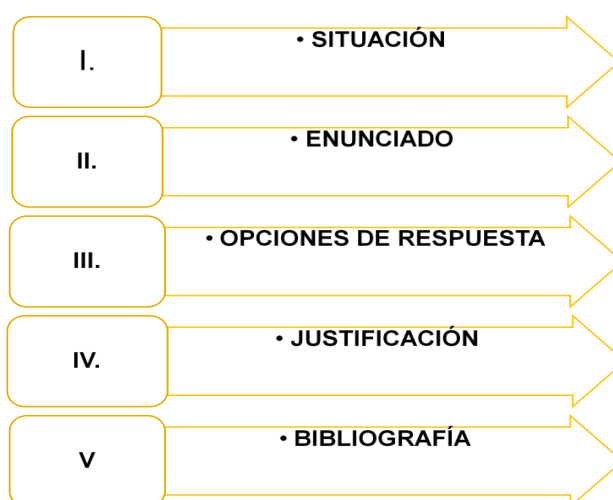 I.
• SITUACIÓN
II.
• ENUNCIADO
III.
• OPCIONES DE RESPUESTA
IV.
• JUSTIFICACIÓN
V
• BIBLIOGRAFÍA